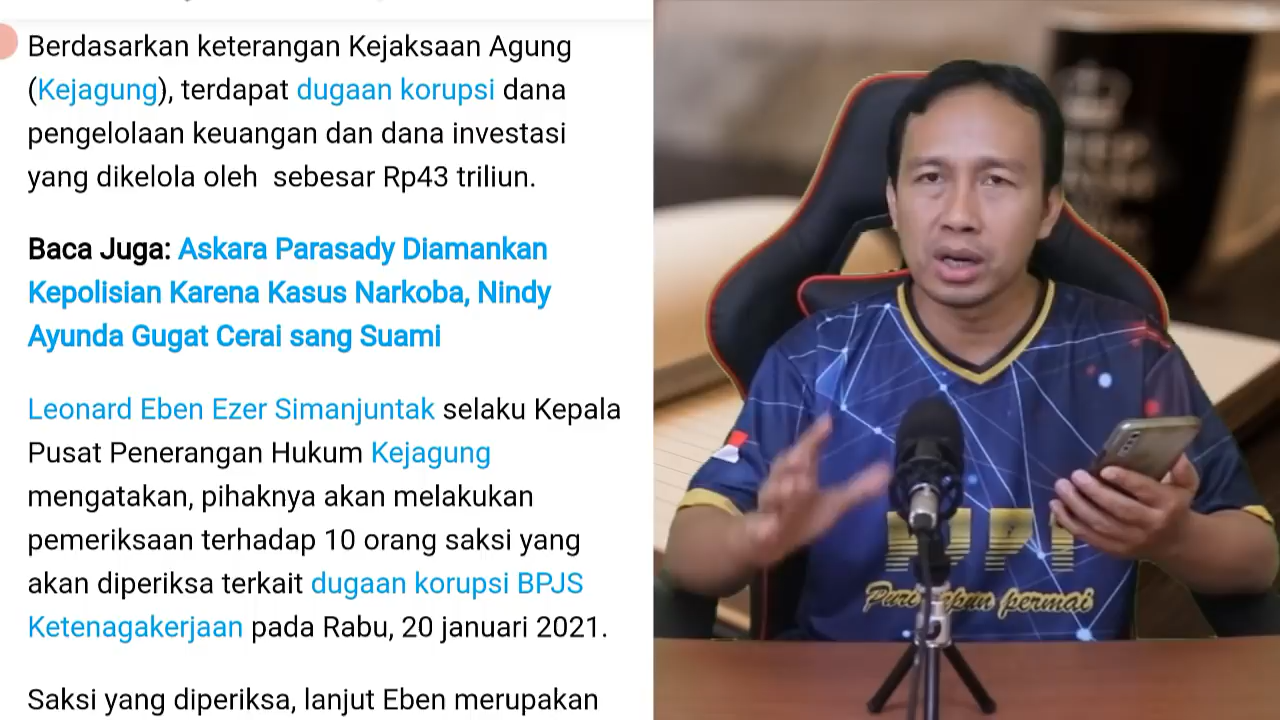 Berdasarkan keterangan Kejaksaan Agung
(Kejagung), terdapat dugaan korupsi dana
pengelolaan keuangan dan dana investasi
yang dikelola oleh sebesar Rp43 triliun.
Baca Juga: Askara Parasady Diamankan
Kepolisian Karena Kasus Narkoba, Nindy
Ayunda Gugat Cerai sang Suami
Leonard Eben Ezer Simanjuntak selaku Kepala
Pusat Penerangan Hukum Kejagung
mengatakan, pihaknya akan melakukan
pemeriksaan terhadap 10 orang saksi yang
akan diperiksa terkait dugaan korupsi BPJS
Ketenagakerjaan pada Rabu, 20 januari 2021.
Saksi yang diperiksa, lanjut Eben merupakan
permai